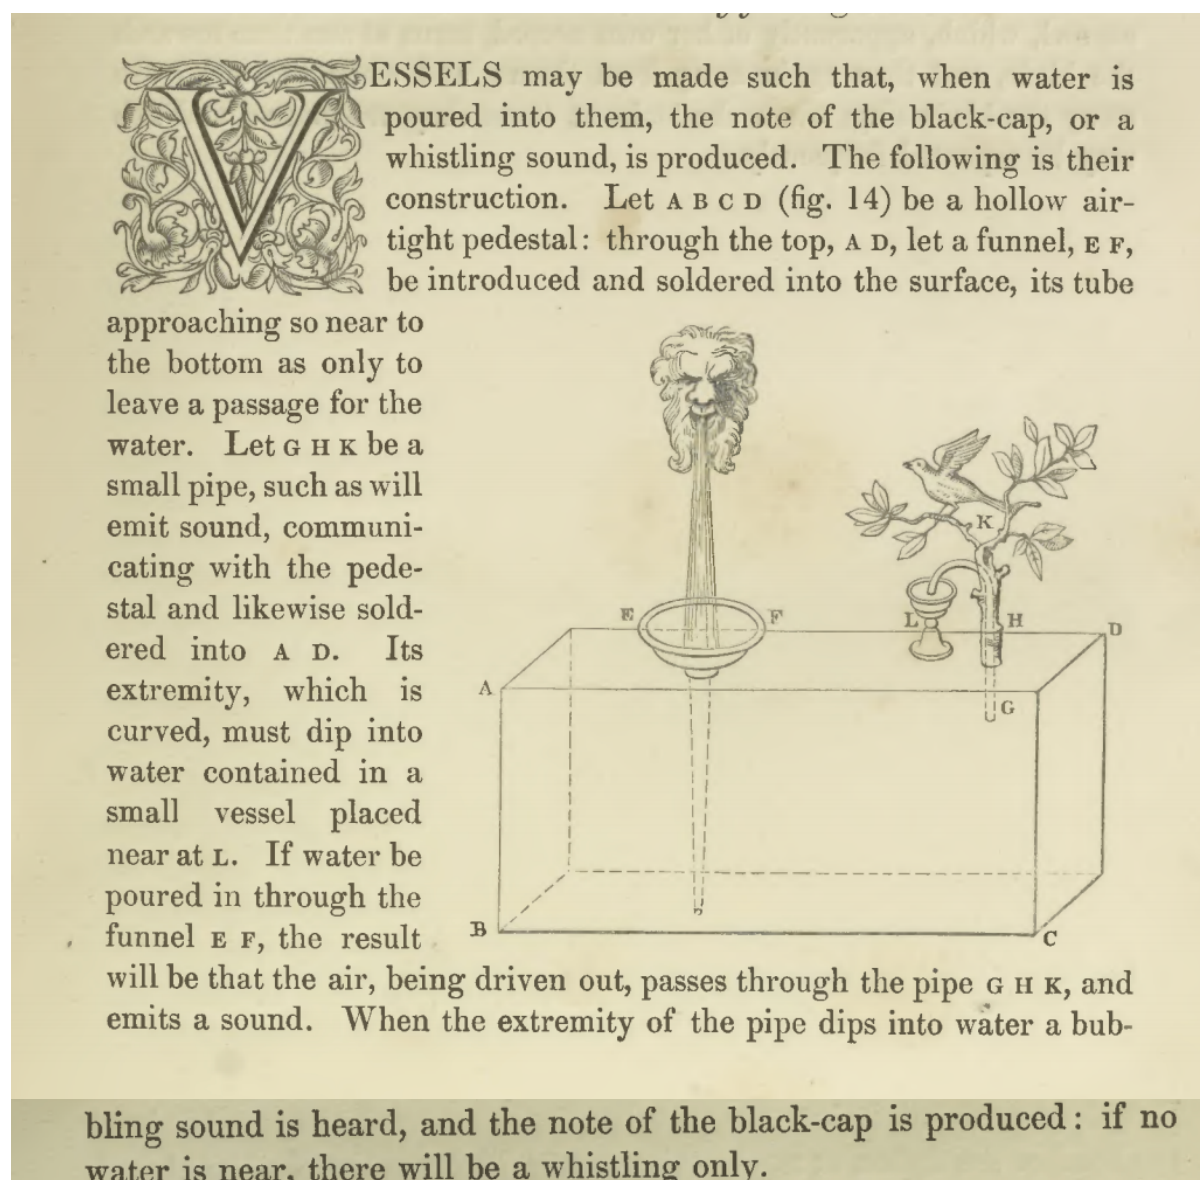 VESSELS may be made such that, when water is
poured into them, the note of the black-cap, or a
whistling sound, is produced. The following is their
construction. Let A B C D (fig. 14) be a hollow air-
tight pedestal: through the top, A D, let a funnel, E F,
be introduced and soldered into the surface, its tube
approaching so near to
the bottom as only to
leave a passage for the
water. Let G H K be a
small pipe, such as will
emit sound, communi-
cating with the pede-
stal and likewise sold-
ered into A D. Its
extremity, which is
curved, must dip into
water contained in a
small vessel placed
near at L. If water be
poured in through the
funnel E F, the result
will be that the air, being driven out, passes through the pipe G H K, and
emits a sound. When the extremity of the pipe dips into water a bub-
bling sound is heard, and the note of the black-cap is produced: if no
water is near, there will be a whistling only.
K
E
F
L
H
D
A
G
B
C